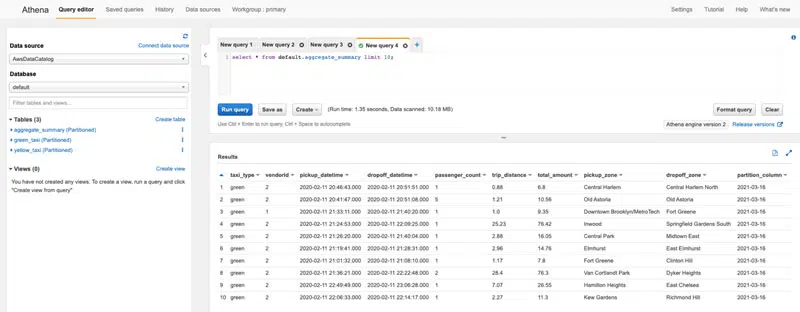 Athena Query editor Saved queries History Data sources Workgroup : primary Settings Tutorial Help What's new
Data source Connect data source
AwsDataCatalog
Database
default
Filter tables and views...
Tables (3) Create table
aggregate_summary (Partitioned)
green_taxi (Partitioned)
yellow_taxi (Partitioned)
Views (0) Create view
You have not created any views. To create a view, run a query and click
"Create view from query"
New query 1 New query 2 New query 3 New query 4
1 select * from default.aggregate_summary limit 10;
Run query Save as Create (Run time: 1.35 seconds, Data scanned: 10.18 MB) Format query Clear
Use Ctrl + Enter to run query, Ctrl + Space to autocomplete Athena engine version 2 Release versions
Results
taxi_type vendorid pickup_datetime dropoff_datetime passenger_count trip_distance total_amount pickup_zone dropoff_zone partition_column
1 green 2 2020-02-11 20:46:43.000 2020-02-11 20:51:51.000 1 0.88 6.8 Central Harlem Central Harlem North 2021-03-16
2 green 2 2020-02-11 20:41:47.000 2020-02-11 20:51:08.000 5 1.21 10.56 Old Astoria Old Astoria 2021-03-16
3 green 1 2020-02-11 21:33:11.000 2020-02-11 21:40:20.000 1 1.0 9.35 Downtown Brooklyn/MetroTech Fort Greene 2021-03-16
4 green 2 2020-02-11 21:24:53.000 2020-02-11 22:09:25.000 1 25.23 76.42 Inwood Springfield Gardens South 2021-03-16
5 green 2 2020-02-11 21:26:20.000 2020-02-11 21:40:04.000 1 2.88 16.05 Central Park Midtown East 2021-03-16
6 green 2 2020-02-11 21:19:41.000 2020-02-11 21:28:31.000 1 2.96 14.76 Elmhurst East Elmhurst 2021-03-16
7 green 2 2020-02-11 21:01:32.000 2020-02-11 21:08:10.000 1 1.17 7.8 Fort Greene Clinton Hill 2021-03-16
8 green 2 2020-02-11 21:36:21.000 2020-02-11 22:22:48.000 2 28.4 76.3 Van Cortlandt Park Dyker Heights 2021-03-16
9 green 2 2020-02-11 22:49:49.000 2020-02-11 23:06:28.000 1 7.07 26.55 Hamilton Heights East Chelsea 2021-03-16
10 green 2 2020-02-11 22:06:33.000 2020-02-11 22:14:17.000 1 2.27 11.3 Kew Gardens Richmond Hill 2021-03-16